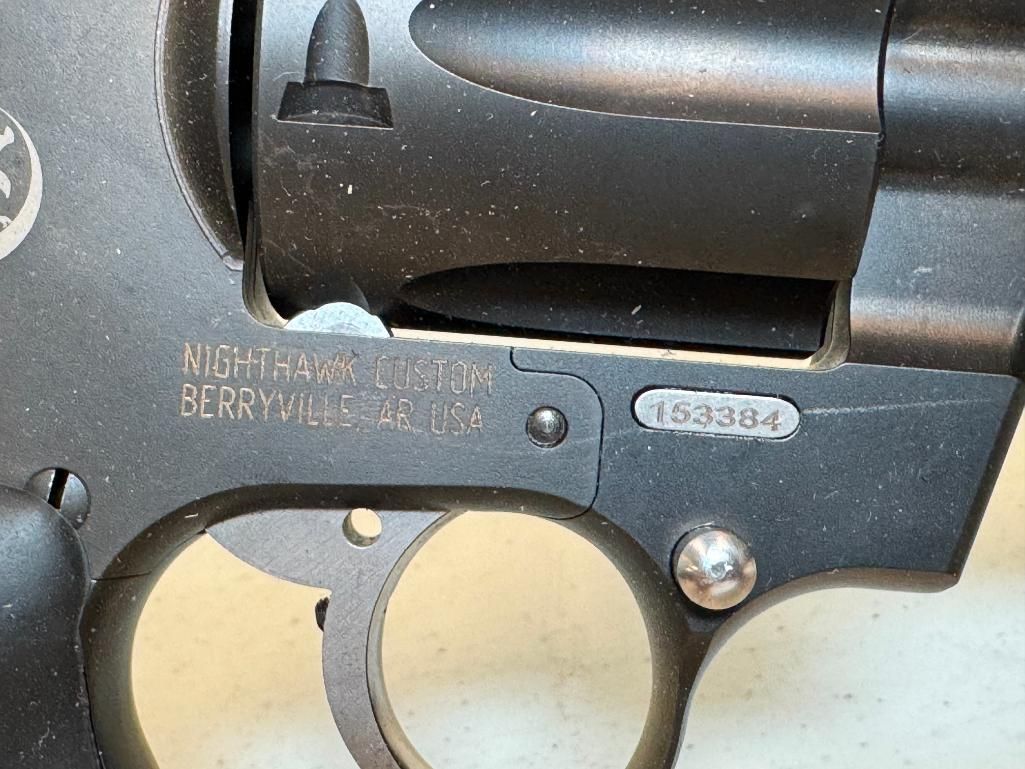 NIGHTHAWK CUSTOM
BERRYVILLE, AR USA
153384